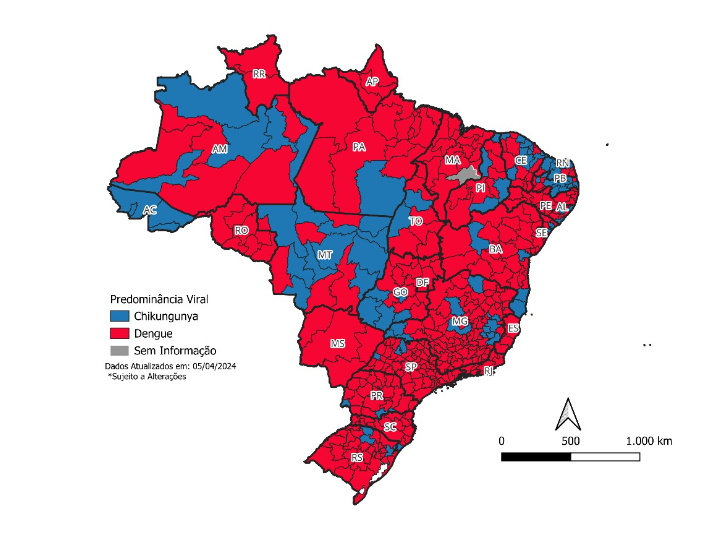 RR
AP
AM
PA
MA
CE
RN
PB
PI
PE
AL
AC
TO
SE
RO
BA
MT
DF
GO
MG
ES
MS
SP
RJ
PR
SC
RS
Predominância Viral
Chikungunya
Dengue
Sem Informação
Dados Atualizados em: 05/04/2024
*Sujeito a Alterações
0 500 1.000 km